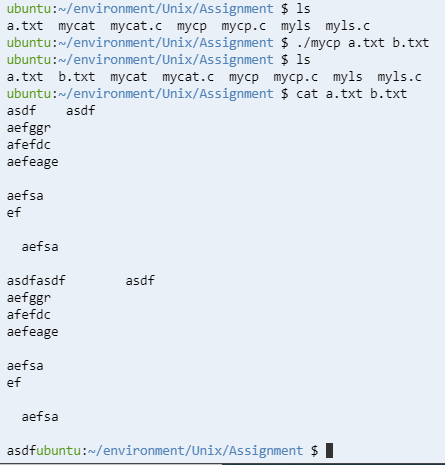 ubuntu:~/environment/Unix/Assignment $ ls
a.txt  mycat  mycat.c  mycp  mycp.c  myls  myls.c
ubuntu:~/environment/Unix/Assignment $ ./mycp a.txt b.txt
ubuntu:~/environment/Unix/Assignment $ ls
a.txt  b.txt  mycat  mycat.c  mycp  mycp.c  myls  myls.c
ubuntu:~/environment/Unix/Assignment $ cat a.txt b.txt
asdf    asdf
aefggr
afefdc
aefeage

aefsa
ef

  aefsa

asdfasdf        asdf
aefggr
afefdc
aefeage

aefsa
ef

  aefsa

asdfubuntu:~/environment/Unix/Assignment $